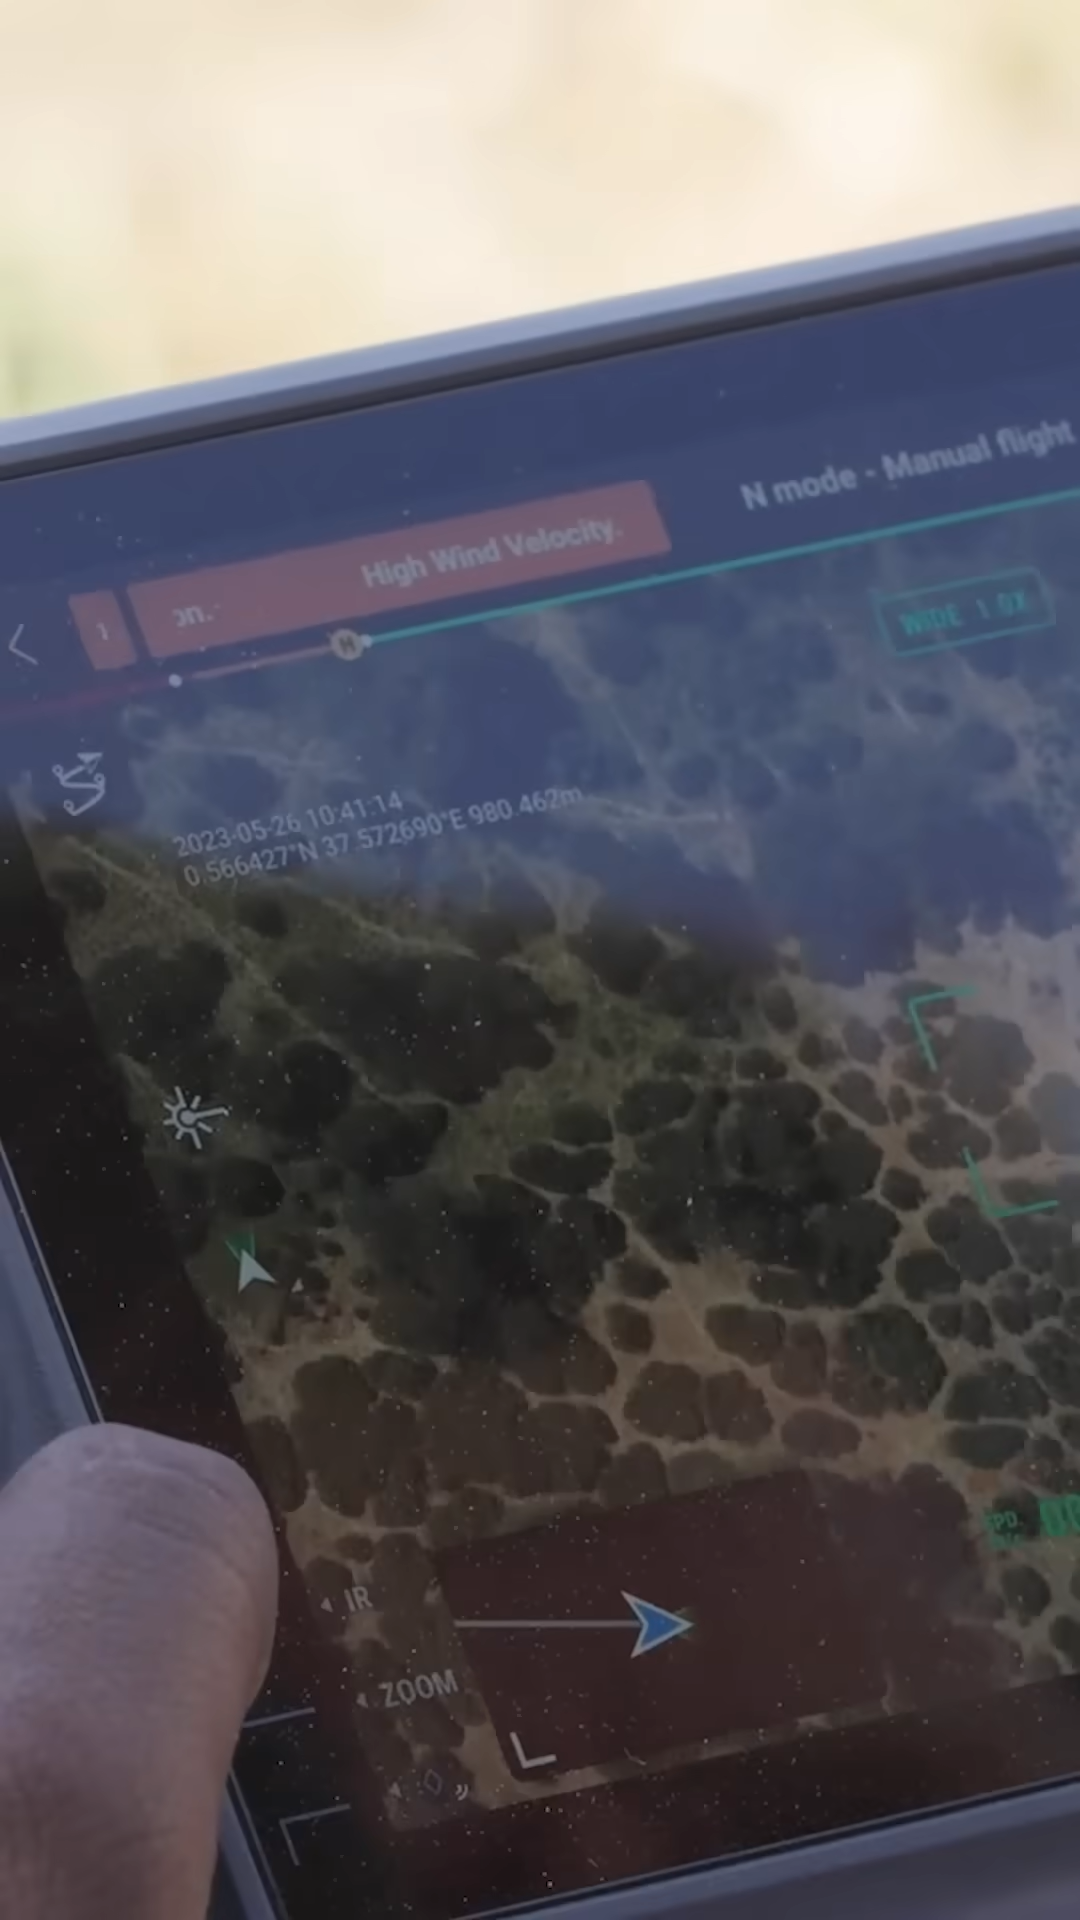 N mode - Manual flight
High Wind Velocity.
H
WIDE 1.0X
2023-05-26 10:41:14
0.566427°N 37.572690°E 980.462m
IR
ZOOM